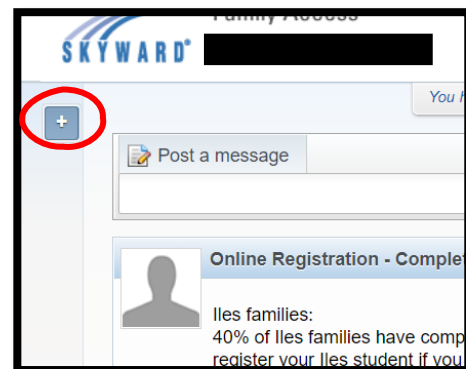 Family Access
SKYWARD®
You h
+
Post a message
Online Registration - Complet
Iles families:
40% of Iles families have comp
register your Iles student if you